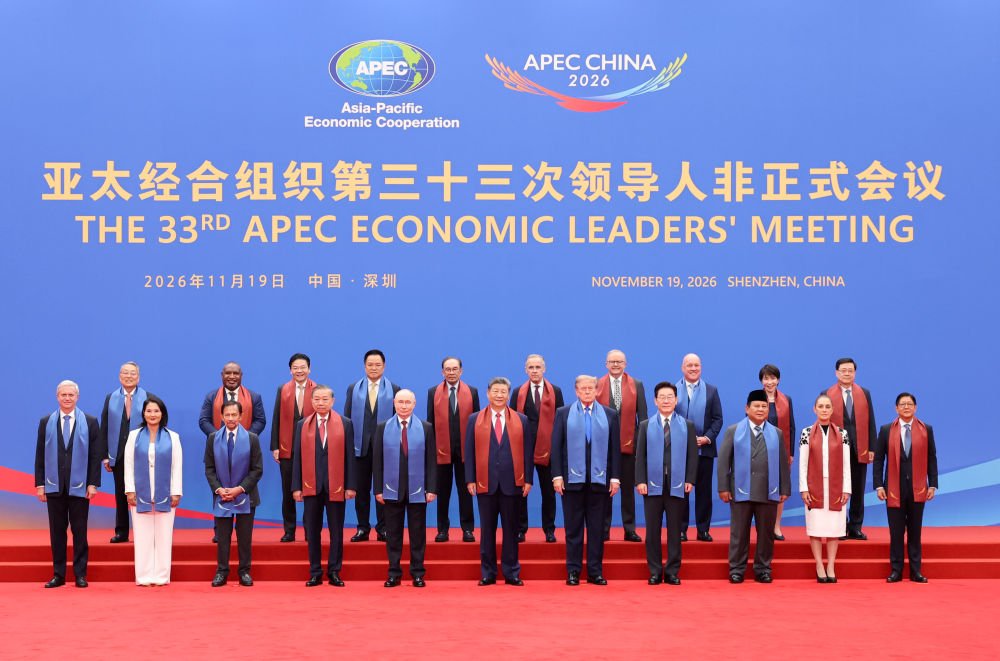 APEC
Asia-Pacific
Economic Cooperation
APEC CHINA
2026
亚太经合组织第三十三次领导人非正式会议
THE 33RD APEC ECONOMIC LEADERS' MEETING
2026年11月19日 中国·深圳
NOVEMBER 19, 2026 SHENZHEN, CHINA